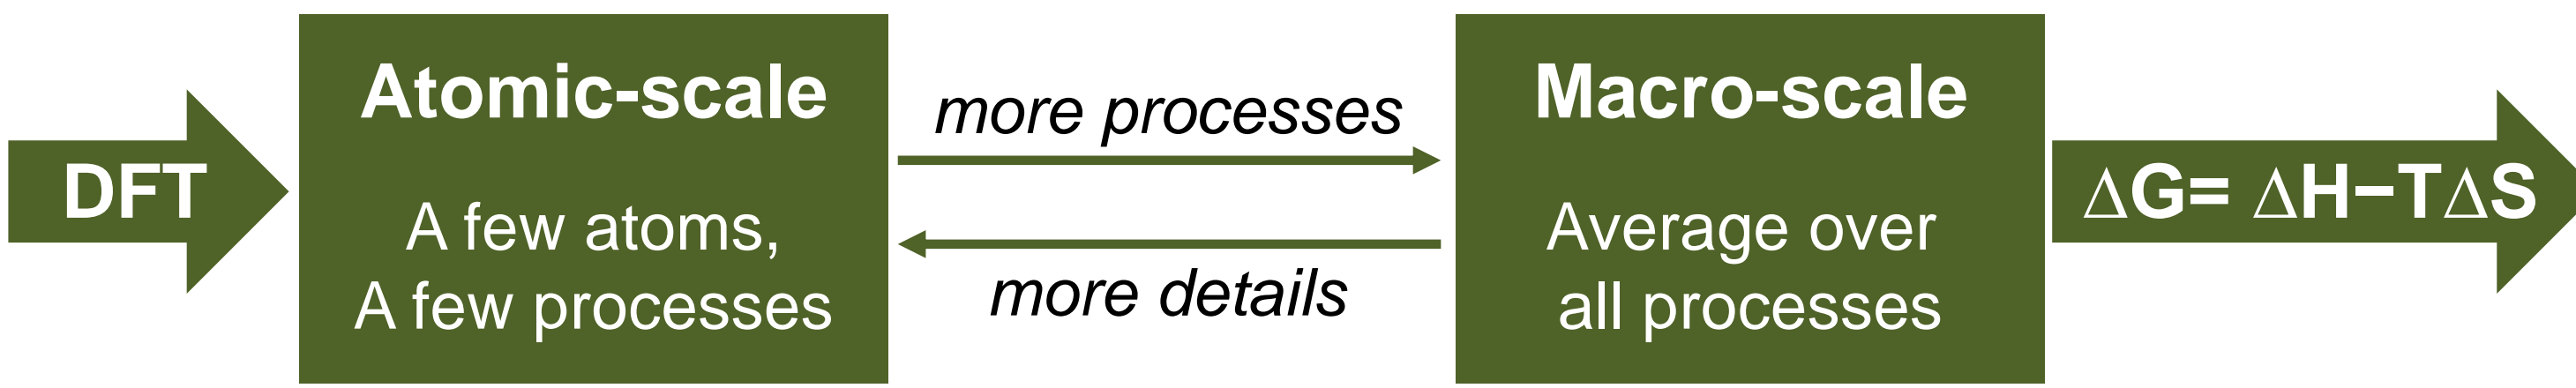 DFT
Atomic-scale
A few atoms,
A few processes
more processes
more details
Macro-scale
Average over
all processes
ΔG= ΔH−TΔS